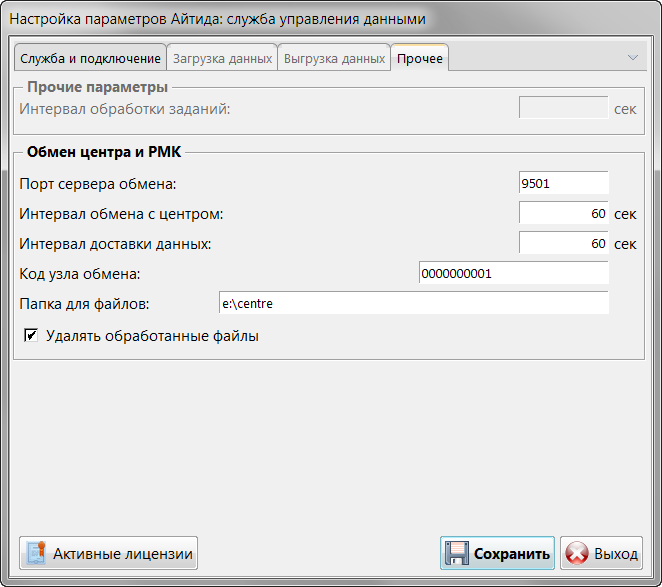 Настройка параметров Айтида: служба управления данными
Служба и подключение Загрузка данных Выгрузка данных Прочее
Прочие параметры
Интервал обработки заданий: сек
Обмен центра и РМК
Порт сервера обмена: 9501
Интервал обмена с центром: 60 сек
Интервал доставки данных: 60 сек
Код узла обмена: 0000000001
Папка для файлов: e:\centre
Удалять обработанные файлы
Активные лицензии Сохранить Выход